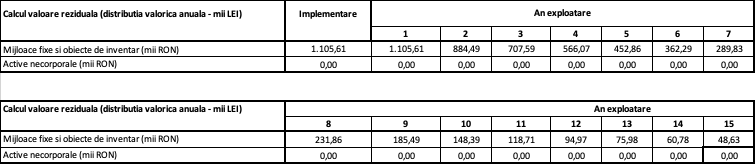 Calcul valoare reziduala (distributia valorica anuala - mii LEI) Implementare An exploatare
1 2 3 4 5 6 7
Mijloace fixe si obiecte de inventar (mii RON) 1.105,61 1.105,61 884,49 707,59 566,07 452,86 362,29 289,83
Active necorporale (mii RON) 0,00 0,00 0,00 0,00 0,00 0,00 0,00 0,00
Calcul valoare reziduala (distributia valorica anuala - mii LEI) An exploatare
8 9 10 11 12 13 14 15
Mijloace fixe si obiecte de inventar (mii RON) 231,86 185,49 148,39 118,71 94,97 75,98 60,78 48,63
Active necorporale (mii RON) 0,00 0,00 0,00 0,00 0,00 0,00 0,00 0,00